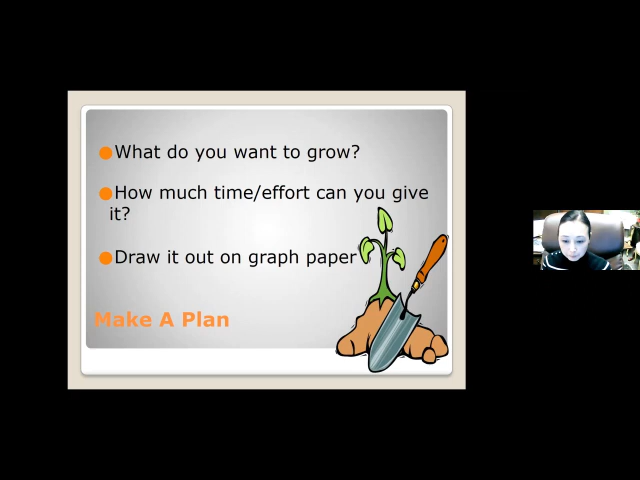 What do you want to grow?
How much time/effort can you give
it?
Draw it out on graph paper
Make A Plan